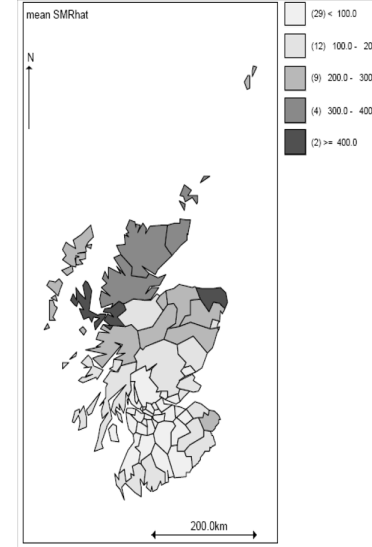 mean SMRhat
N
(29) < 100.0
(12) 100.0 - 20
(9) 200.0 - 300
(4) 300.0 - 400
(2) >= 400.0
200.0km